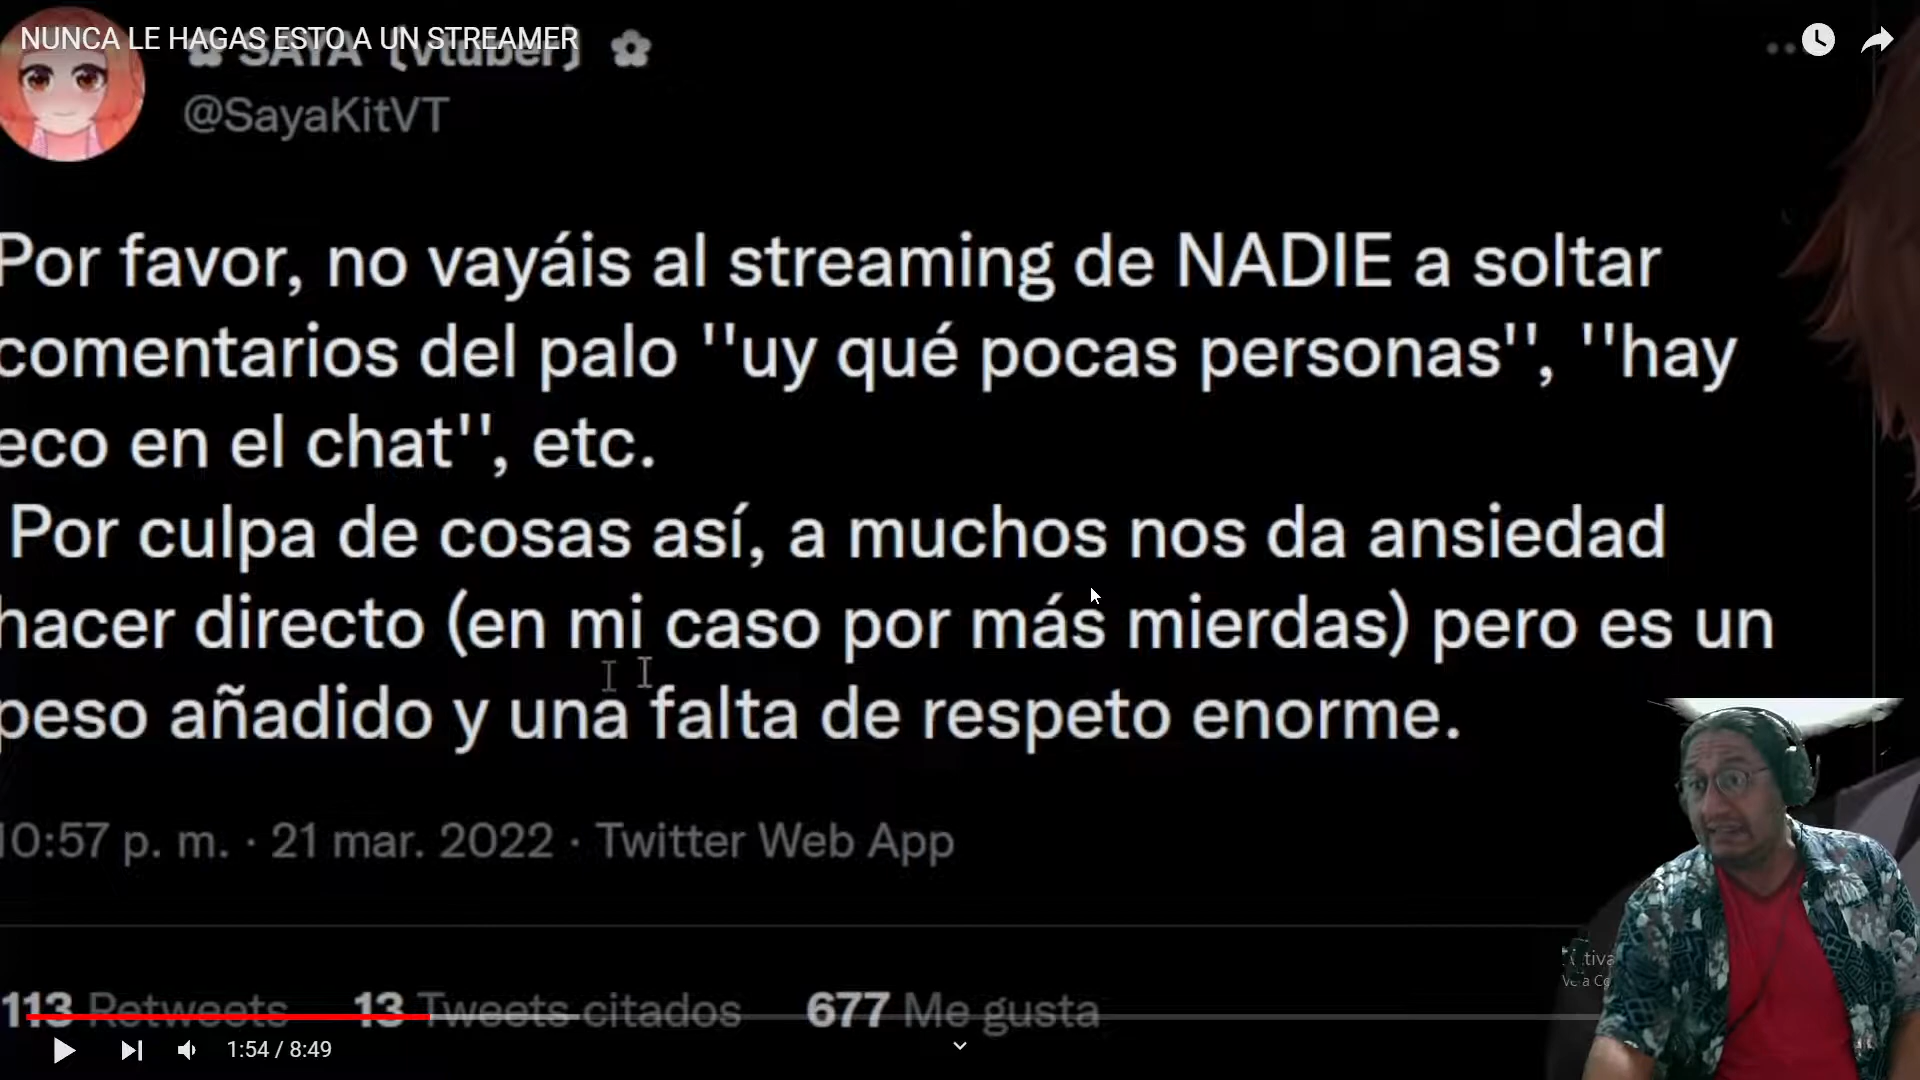 NUNCA LE HAGAS ESTO A UN STREAMER
SAYA (vtuber)
@SayaKitVT
Por favor, no vayáis al streaming de NADIE a soltar
comentarios del palo ''uy qué pocas personas'', ''hay
eco en el chat'', etc.
Por culpa de cosas así, a muchos nos da ansiedad
hacer directo (en mi caso por más mierdas) pero es un
peso añadido y una falta de respeto enorme.
10:57 p. m. · 21 mar. 2022 · Twitter Web App
113 Retweets 13 Tweets citados 677 Me gusta
1:54 / 8:49